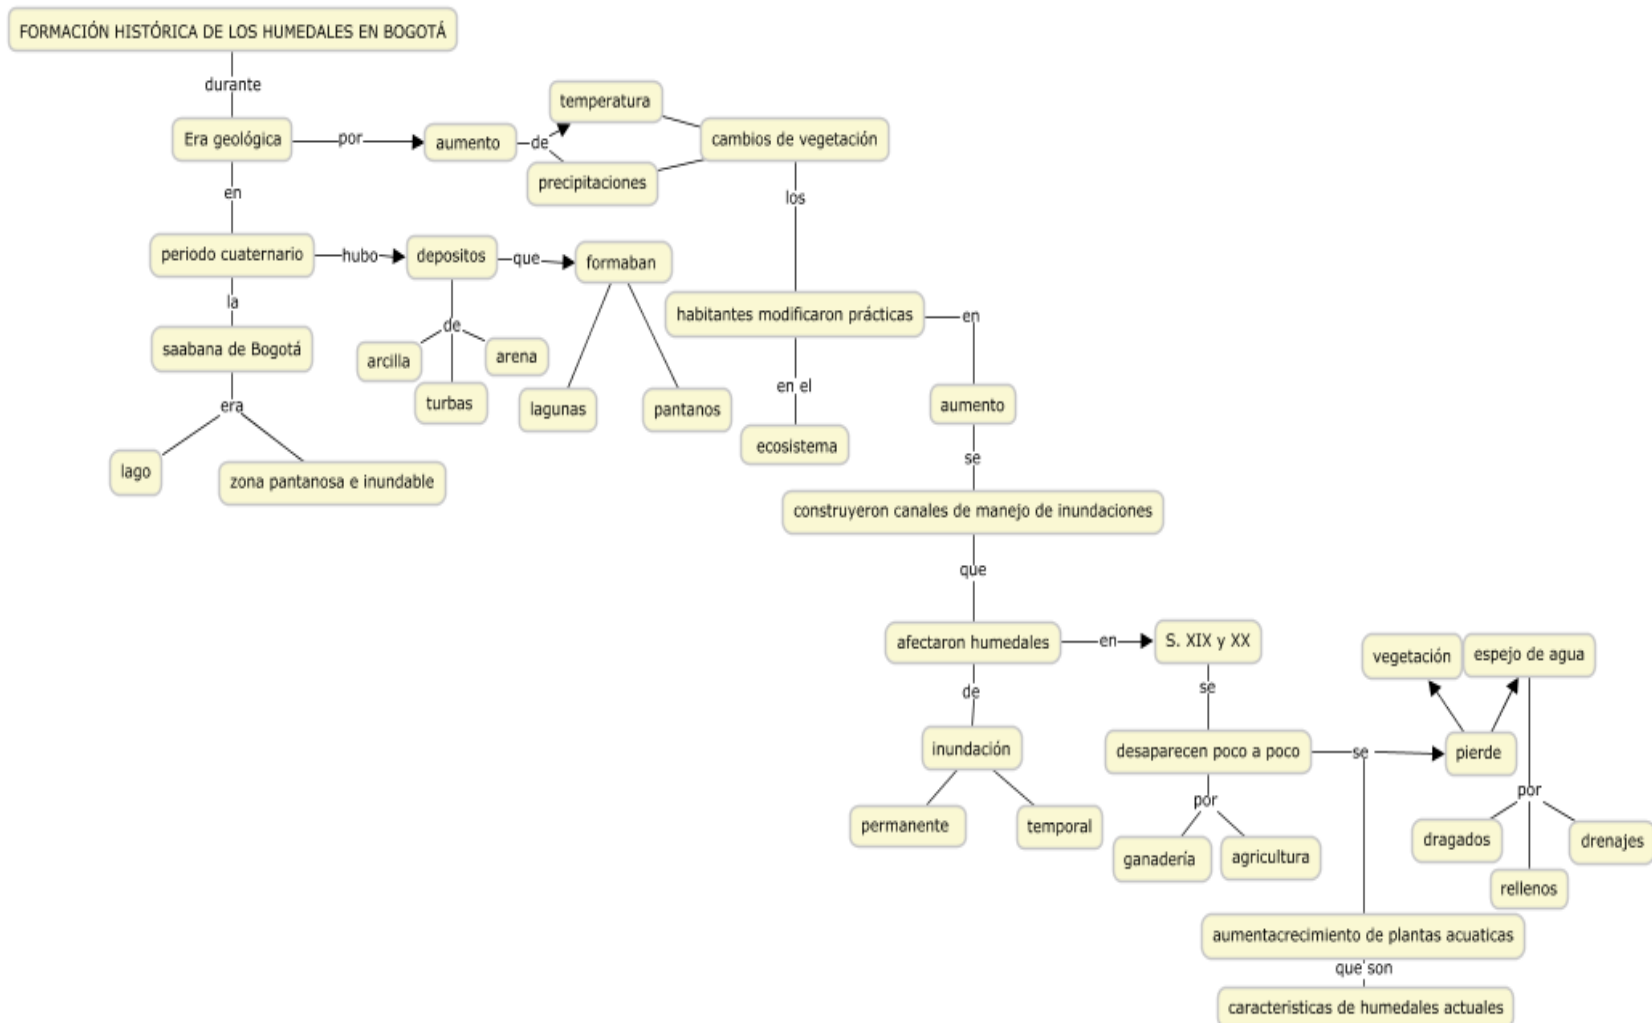 FORMACIÓN HISTÓRICA DE LOS HUMEDALES EN BOGOTÁ
durante
Era geológica
por
aumento
de
temperatura
precipitaciones
cambios de vegetación
en
los
periodo cuaternario
hubo
depositos
que
formaban
la
de
arcilla
turbas
arena
lagunas
pantanos
saabana de Bogotá
era
lago
zona pantanosa e inundable
habitantes modificaron prácticas
en
en el
ecosistema
aumento
se
construyeron canales de manejo de inundaciones
que
afectaron humedales
en
S. XIX y XX
de
inundación
permanente
temporal
se
desaparecen poco a poco
por
ganadería
agricultura
se
pierde
vegetación
espejo de agua
por
dragados
rellenos
drenajes
aumentacrecimiento de plantas acuaticas
que son
caracteristicas de humedales actuales